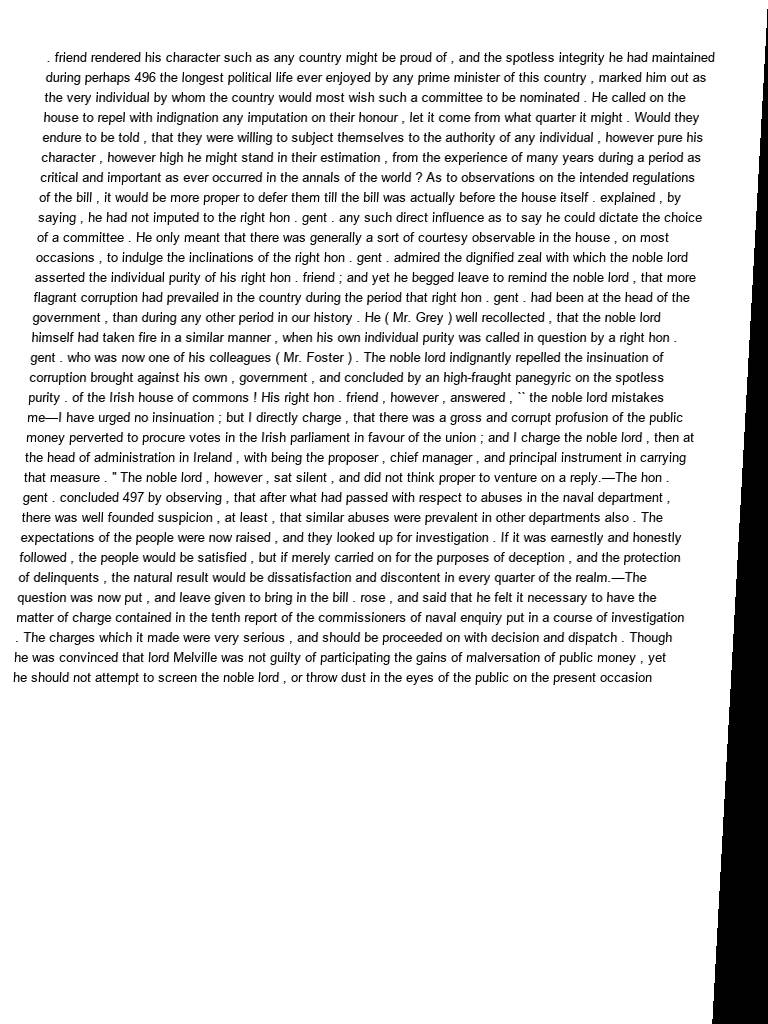 . friend rendered his character such as any country might be proud of , and the spotless integrity he had maintained
during perhaps 496 the longest political life ever enjoyed by any prime minister of this country , marked him out as
the very individual by whom the country would most wish such a committee to be nominated . He called on the
house to repel with indignation any imputation on their honour , let it come from what quarter it might . Would they
endure to be told , that they were willing to subject themselves to the authority of any individual , however pure his
character , however high he might stand in their estimation , from the experience of many years during a period as
critical and important as ever occurred in the annals of the world ? As to observations on the intended regulations
of the bill , it would be more proper to defer them till the bill was actually before the house itself . explained , by
saying , he had not imputed to the right hon . gent . any such direct influence as to say he could dictate the choice
of a committee . He only meant that there was generally a sort of courtesy observable in the house , on most
occasions , to indulge the inclinations of the right hon . gent . admired the dignified zeal with which the noble lord
asserted the individual purity of his right hon . friend ; and yet he begged leave to remind the noble lord , that more
flagrant corruption had prevailed in the country during the period that right hon . gent . had been at the head of the
government , than during any other period in our history . He ( Mr. Grey ) well recollected , that the noble lord
himself had taken fire in a similar manner , when his own individual purity was called in question by a right hon .
gent . who was now one of his colleagues ( Mr. Foster ) . The noble lord indignantly repelled the insinuation of
corruption brought against his own , government , and concluded by an high-fraught panegyric on the spotless
purity . of the Irish house of commons ! His right hon . friend , however , answered , `` the noble lord mistakes
me—I have urged no insinuation ; but I directly charge , that there was a gross and corrupt profusion of the public
money perverted to procure votes in the Irish parliament in favour of the union ; and I charge the noble lord , then at
the head of administration in Ireland , with being the proposer , chief manager , and principal instrument in carrying
that measure . " The noble lord , however , sat silent , and did not think proper to venture on a reply.—The hon .
gent . concluded 497 by observing , that after what had passed with respect to abuses in the naval department ,
there was well founded suspicion , at least , that similar abuses were prevalent in other departments also . The
expectations of the people were now raised , and they looked up for investigation . If it was earnestly and honestly
followed , the people would be satisfied , but if merely carried on for the purposes of deception , and the protection
of delinquents , the natural result would be dissatisfaction and discontent in every quarter of the realm.—The
question was now put , and leave given to bring in the bill . rose , and said that he felt it necessary to have the
matter of charge contained in the tenth report of the commissioners of naval enquiry put in a course of investigation
. The charges which it made were very serious , and should be proceeded on with decision and dispatch . Though
he was convinced that lord Melville was not guilty of participating the gains of malversation of public money , yet
he should not attempt to screen the noble lord , or throw dust in the eyes of the public on the present occasion